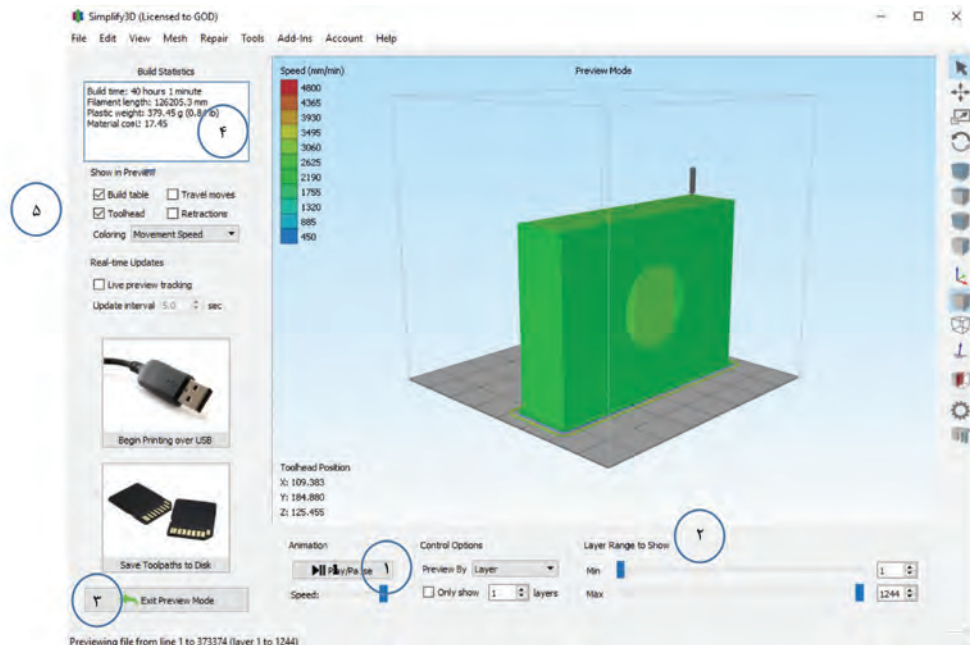 Simplify3D (Licensed to GOD)
File Edit View Mesh Repair Tools Add-Ins Account Help
Build Statistics
Build time: 40 hours 1 minute
Filament length: 126205.3 mm
Plastic weight: 379.45 g
Material cost: 17.45
۴
Show in Preview
Build table
Travel moves
Toolhead
Retractions
۵
Coloring Movement Speed
Real-time Updates
Live preview tracking
Update interval 5.0 sec
Begin Printing over USB
Save Toolpaths to Disk
۳
Exit Preview Mode
Speed (mm/min)
4800
4365
3930
3495
3060
2625
2190
1755
1320
885
450
Preview Mode
Toolhead Position
X: 109.383
Y: 184.880
Z: 125.455
Animation
Play/Pause
۱
Speed:
Control Options
Preview By Layer
Only show 1 layers
Layer Range to Show
۲
Min 1
Max 1244
Previewing file from line 1 to 373374 (layer 1 to 1244)